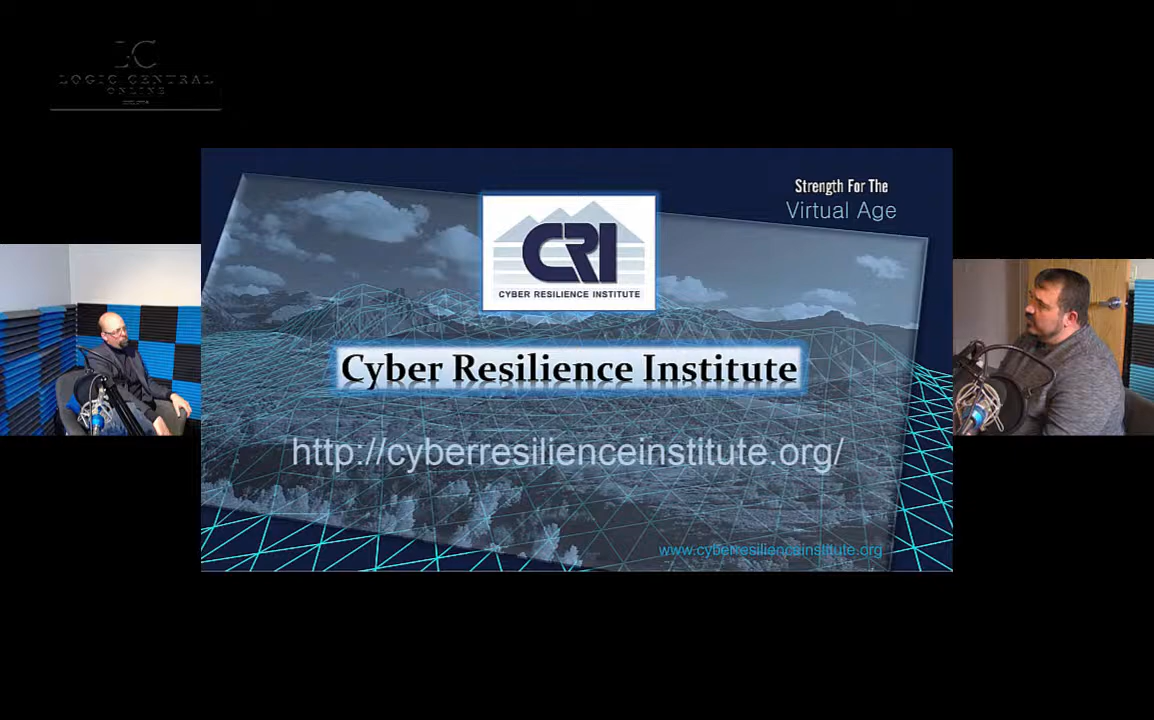 LOGIC CENTRAL
ONLINE
Strength For The
Virtual Age
CRI
CYBER RESILIENCE INSTITUTE
Cyber Resilience Institute
http://cyberresilienceinstitute.org/
www.cyberresilienceinstitute.org